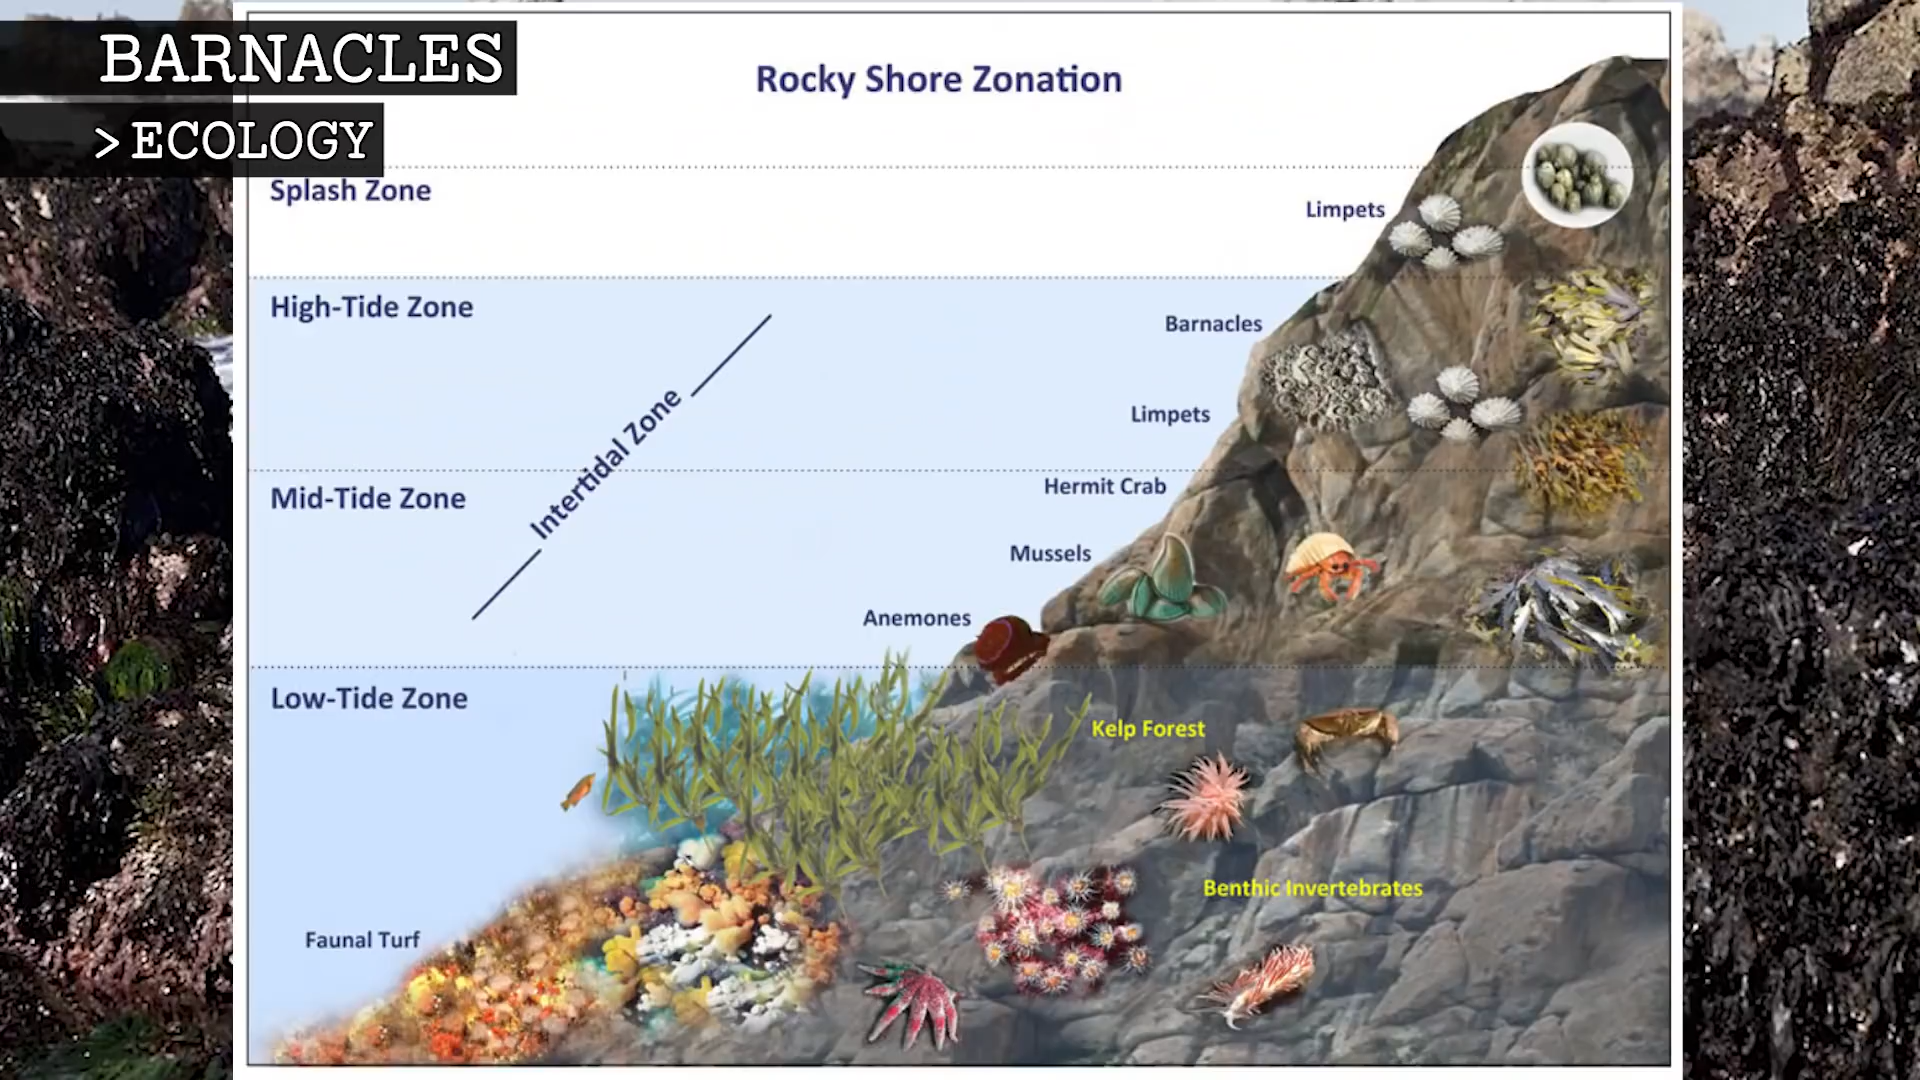 BARNACLES
> ECOLOGY
Rocky Shore Zonation
Splash Zone
Limpets
High-Tide Zone
Barnacles
Limpets
Intertidal Zone
Mid-Tide Zone
Hermit Crab
Mussels
Anemones
Low-Tide Zone
Kelp Forest
Benthic Invertebrates
Faunal Turf